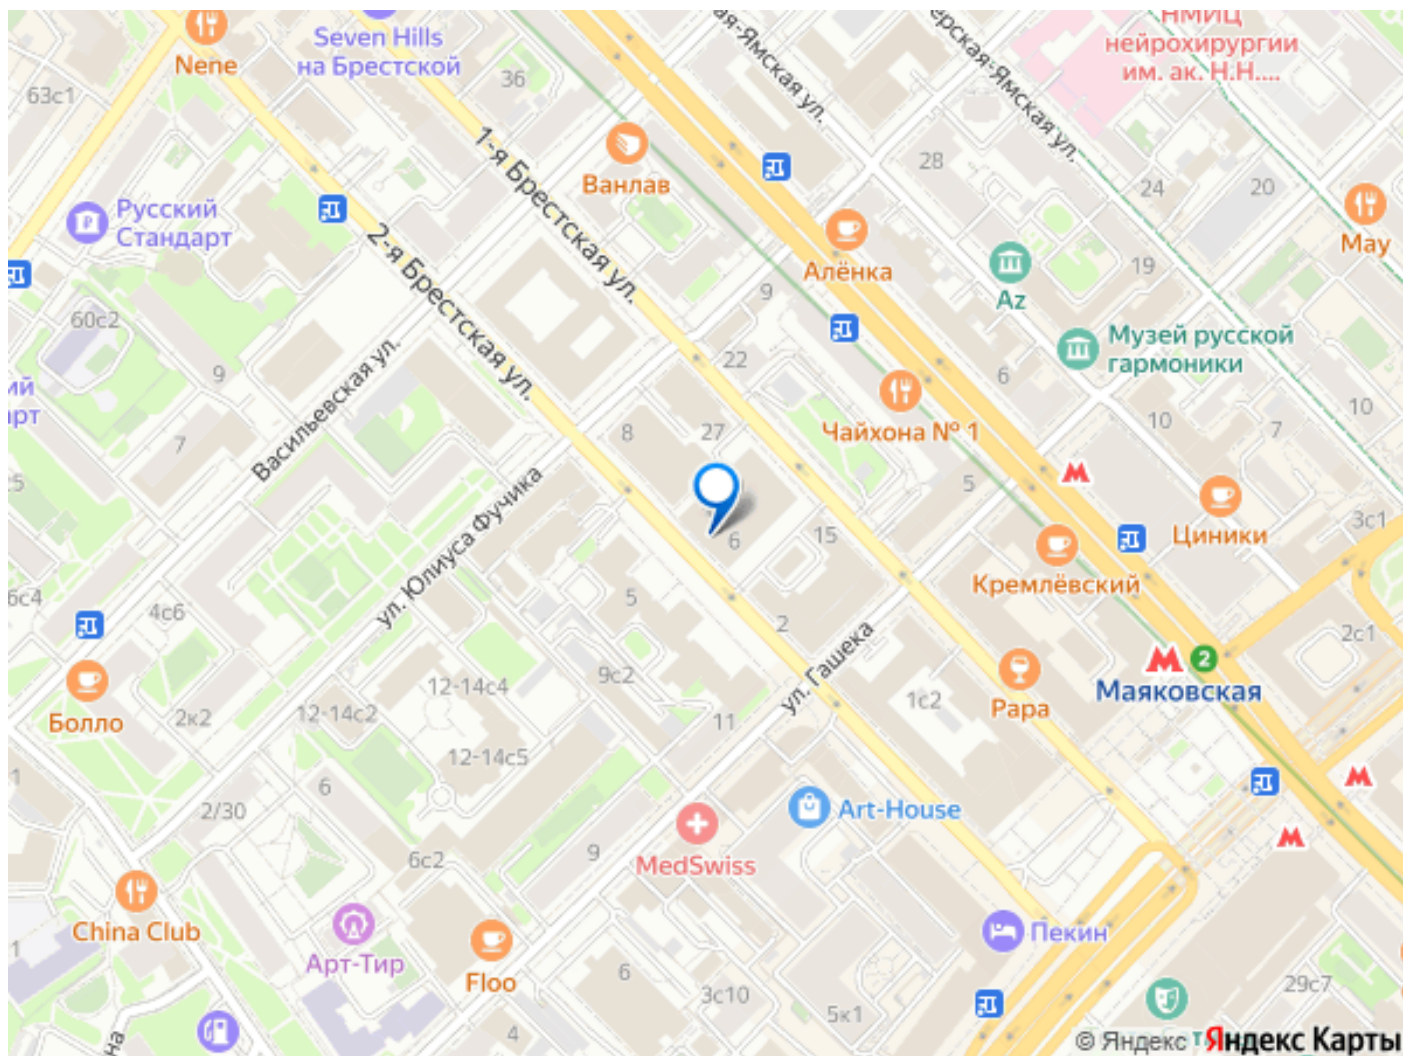 НМИЦ
нейрохирургии
им. ак. Н.Н....
Nene
Seven Hills
на Брестской
36
63с1
1-я Брестская ул.
Ванлав
28
24
20
May
Русский
Стандарт
2-я Брестская ул.
Алёнка
Az
19
9
60с2
Музей русской
гармоники
22
6
9
Васильевская ул.
10
10
7
7
8
27
Чайхона № 1
5
ул. Юлиуса Фучика
6
15
Циники
3с1
Кремлёвский
4с6
5
2
2с1
ул. Гашека
2
Маяковская
Болло
2к2
9с2
12-14с4
12-14с2
11
1с2
Papa
12-14с5
6
2/30
Art-House
MedSwiss
6с2
9
China Club
Арт-Тир
Floo
Пекин
6
3с10
5к1
29с7
4
© Яндекс Яндекс Карты